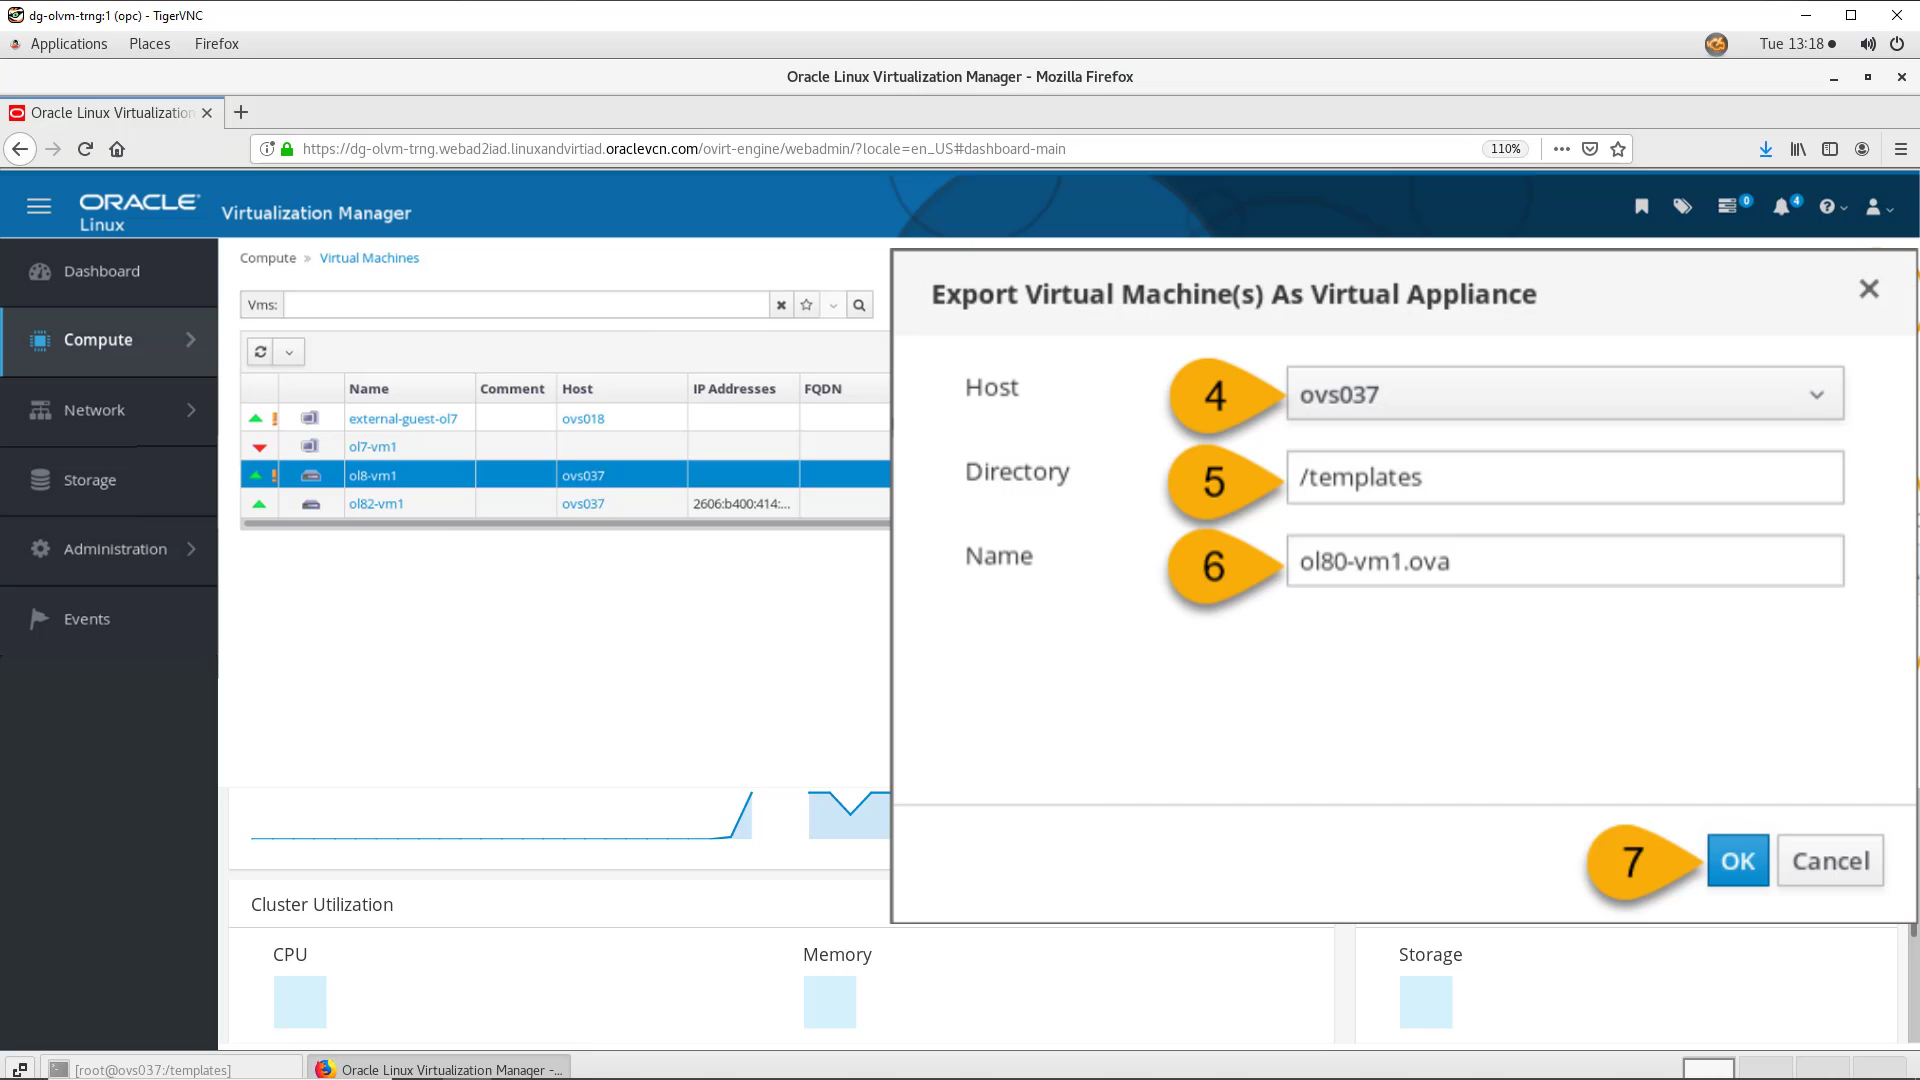 dg-olvm-trng:1 (opc) - TigerVNC
Applications Places Firefox Tue 13:18
Oracle Linux Virtualization Manager - Mozilla Firefox
Oracle Linux Virtualization
https://dg-olvm-trng.webad2iad.linuxandvirtiad.oraclevcn.com/ovirt-engine/webadmin/?locale=en_US#dashboard-main 110%
ORACLE Linux Virtualization Manager 0 4
Dashboard
Compute
Network
Storage
Administration
Events
Compute » Virtual Machines
Vms:
Name Comment Host IP Addresses FQDN
external-guest-ol7 ovs018
ol7-vm1
ol8-vm1 ovs037
ol82-vm1 ovs037 2606:b400:414:...
Export Virtual Machine(s) As Virtual Appliance
Host 4 ovs037
Directory 5 /templates
Name 6 ol80-vm1.ova
7 OK Cancel
Cluster Utilization
CPU Memory Storage
[root@ovs037:/templates] Oracle Linux Virtualization Manager -...